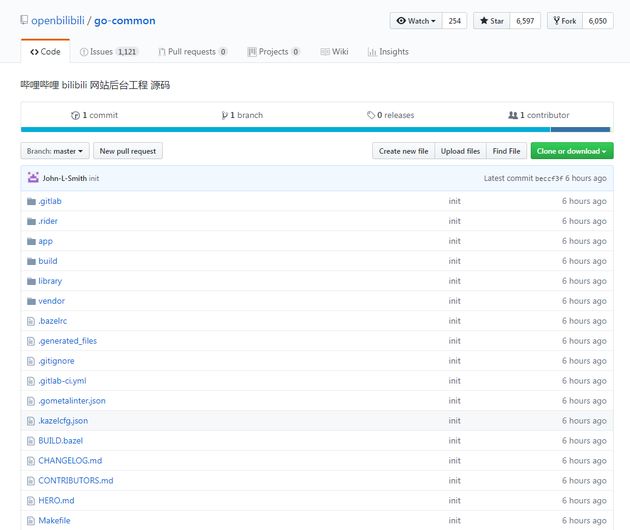 openbilibili / go-common
Watch 254 Star 6,597 Fork 6,050
Code Issues 1,121 Pull requests 0 Projects 0 Wiki Insights
哔哩哔哩 bilibili 网站后台工程 源码
1 commit 1 branch 0 releases 1 contributor
Branch: master New pull request Create new file Upload files Find File Clone or download
John-L-Smith init Latest commit beccf3f 6 hours ago
.gitlab init 6 hours ago
.rider init 6 hours ago
app init 6 hours ago
build init 6 hours ago
library init 6 hours ago
vendor init 6 hours ago
.bazelrc init 6 hours ago
.generated_files init 6 hours ago
.gitignore init 6 hours ago
.gitlab-ci.yml init 6 hours ago
.gometalinter.json init 6 hours ago
.kazelcfg.json init 6 hours ago
BUILD.bazel init 6 hours ago
CHANGELOG.md init 6 hours ago
CONTRIBUTORS.md init 6 hours ago
HERO.md init 6 hours ago
Makefile init 6 hours ago